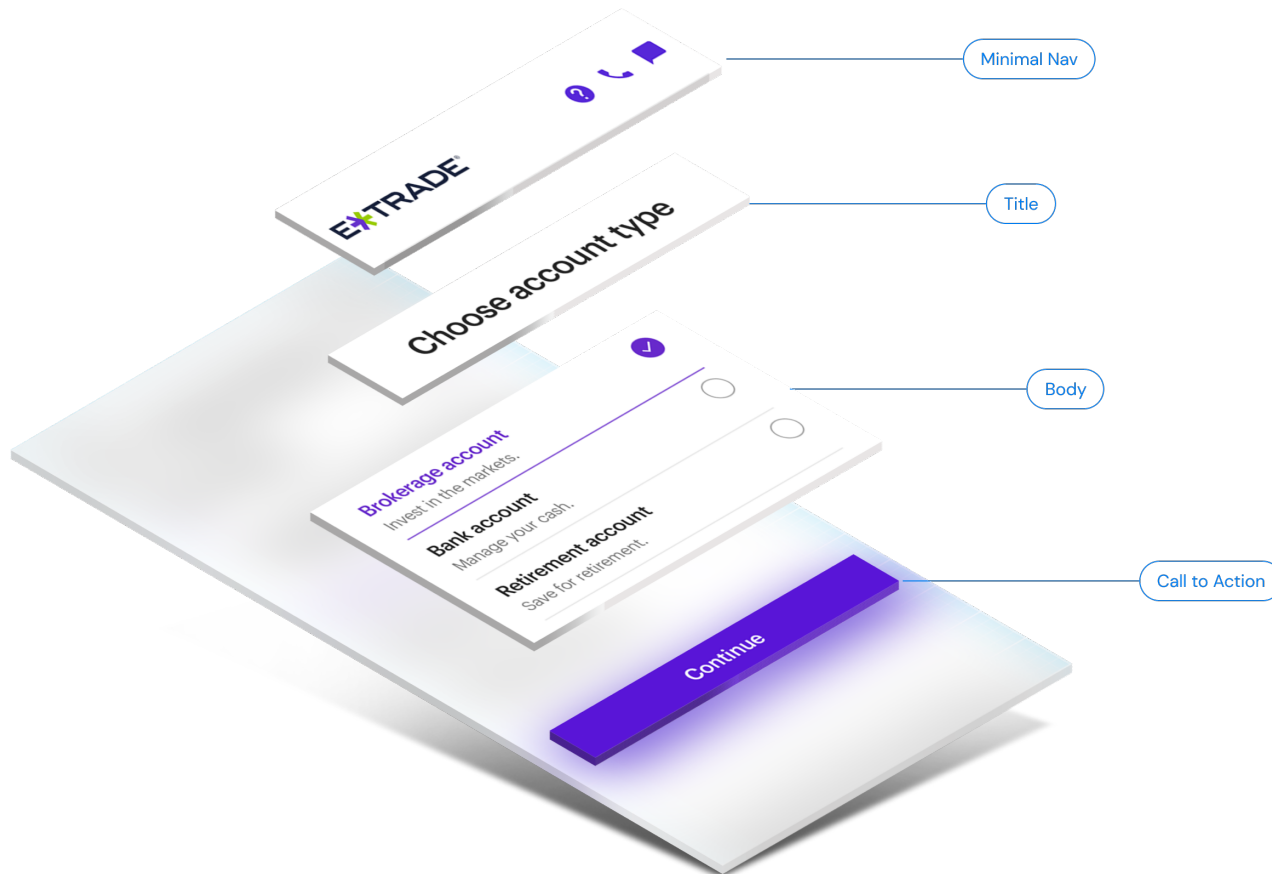 Minimal Nav
?
E*TRADE®
Title
Choose account type
Body
Brokerage account
Invest in the markets.
Bank account
Manage your cash.
Retirement account
Save for retirement.
Call to Action
Continue